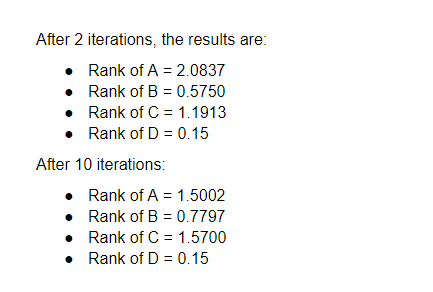 After 2 iterations, the results are:
● Rank of A = 2.0837
● Rank of B = 0.5750
● Rank of C = 1.1913
● Rank of D = 0.15
After 10 iterations:
● Rank of A = 1.5002
● Rank of B = 0.7797
● Rank of C = 1.5700
● Rank of D = 0.15